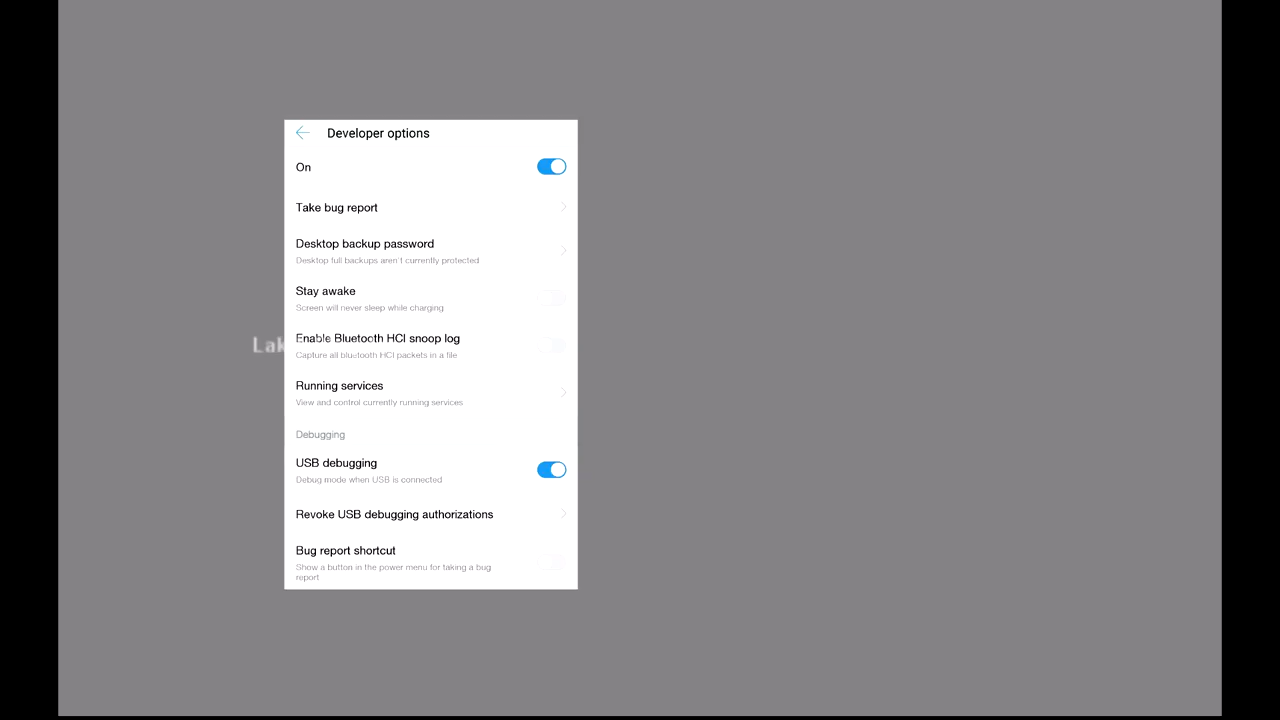 Developer options
On
Take bug report
Desktop backup password
Desktop full backups aren't currently protected
Stay awake
Screen will never sleep while charging
Enable Bluetooth HCI snoop log
Lak
Capture all bluetooth HCI packets in a file
Running services
View and control currently running services
Debugging
USB debugging
Debug mode when USB is connected
Revoke USB debugging authorizations
Bug report shortcut
Show a button in the power menu for taking a bug
report